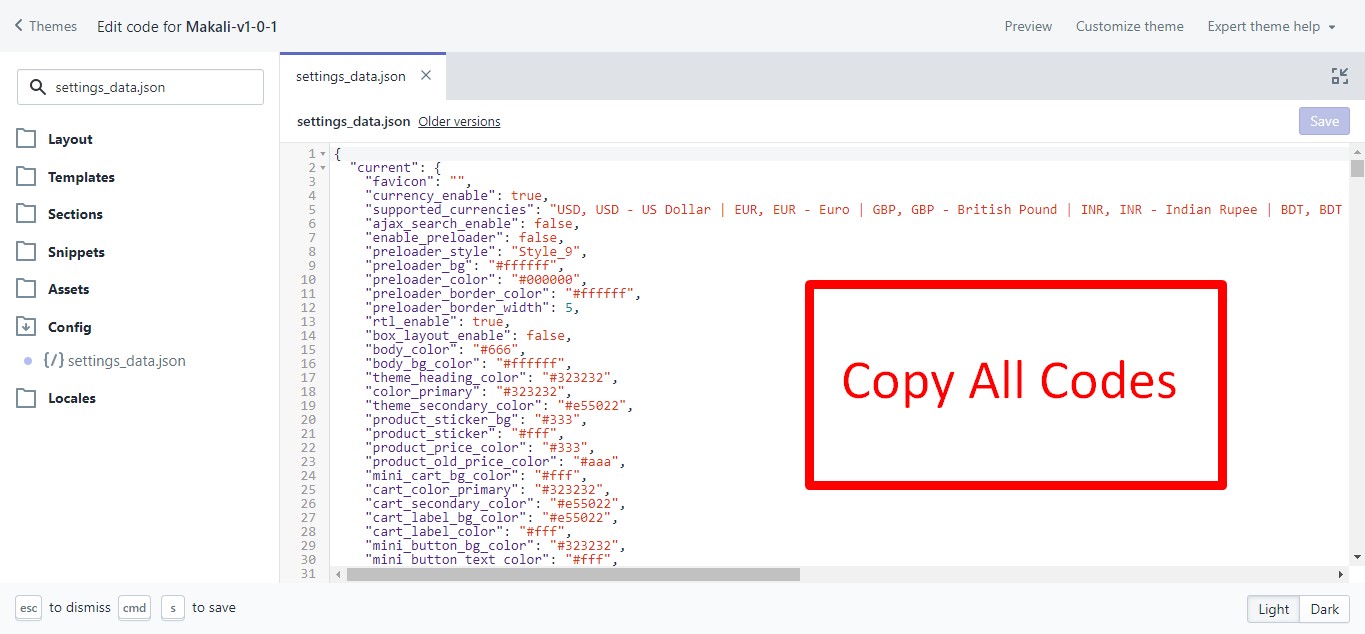 Themes Edit code for Makali-v1-0-1 Preview Customize theme Expert theme help
settings_data.json
Layout
Templates
Sections
Snippets
Assets
Config
{/} settings_data.json
Locales
settings_data.json
settings_data.json Older versions Save
1 {
2 "current": {
3 "favicon": "",
4 "currency_enable": true,
5 "supported_currencies": "USD, USD - US Dollar | EUR, EUR - Euro | GBP, GBP - British Pound | INR, INR - Indian Rupee | BDT, BDT
6 "ajax_search_enable": false,
7 "enable_preloader": false,
8 "preloader_style": "Style_9",
9 "preloader_bg": "#ffffff",
10 "preloader_color": "#000000",
11 "preloader_border_color": "#ffffff",
12 "preloader_border_width": 5,
13 "rtl_enable": true,
14 "box_layout_enable": false,
15 "body_color": "#666",
16 "body_bg_color": "#ffffff",
17 "theme_heading_color": "#323232",
18 "color_primary": "#323232",
19 "theme_secondary_color": "#e55022",
20 "product_sticker_bg": "#333",
21 "product_sticker": "#fff",
22 "product_price_color": "#333",
23 "product_old_price_color": "#aaa",
24 "mini_cart_bg_color": "#fff",
25 "cart_color_primary": "#323232",
26 "cart_secondary_color": "#e55022",
27 "cart_label_bg_color": "#e55022",
28 "cart_label_color": "#fff",
29 "mini_button_bg_color": "#323232",
30 "mini_button_text_color": "#fff",
31
Copy All Codes
esc to dismiss cmd s to save Light Dark